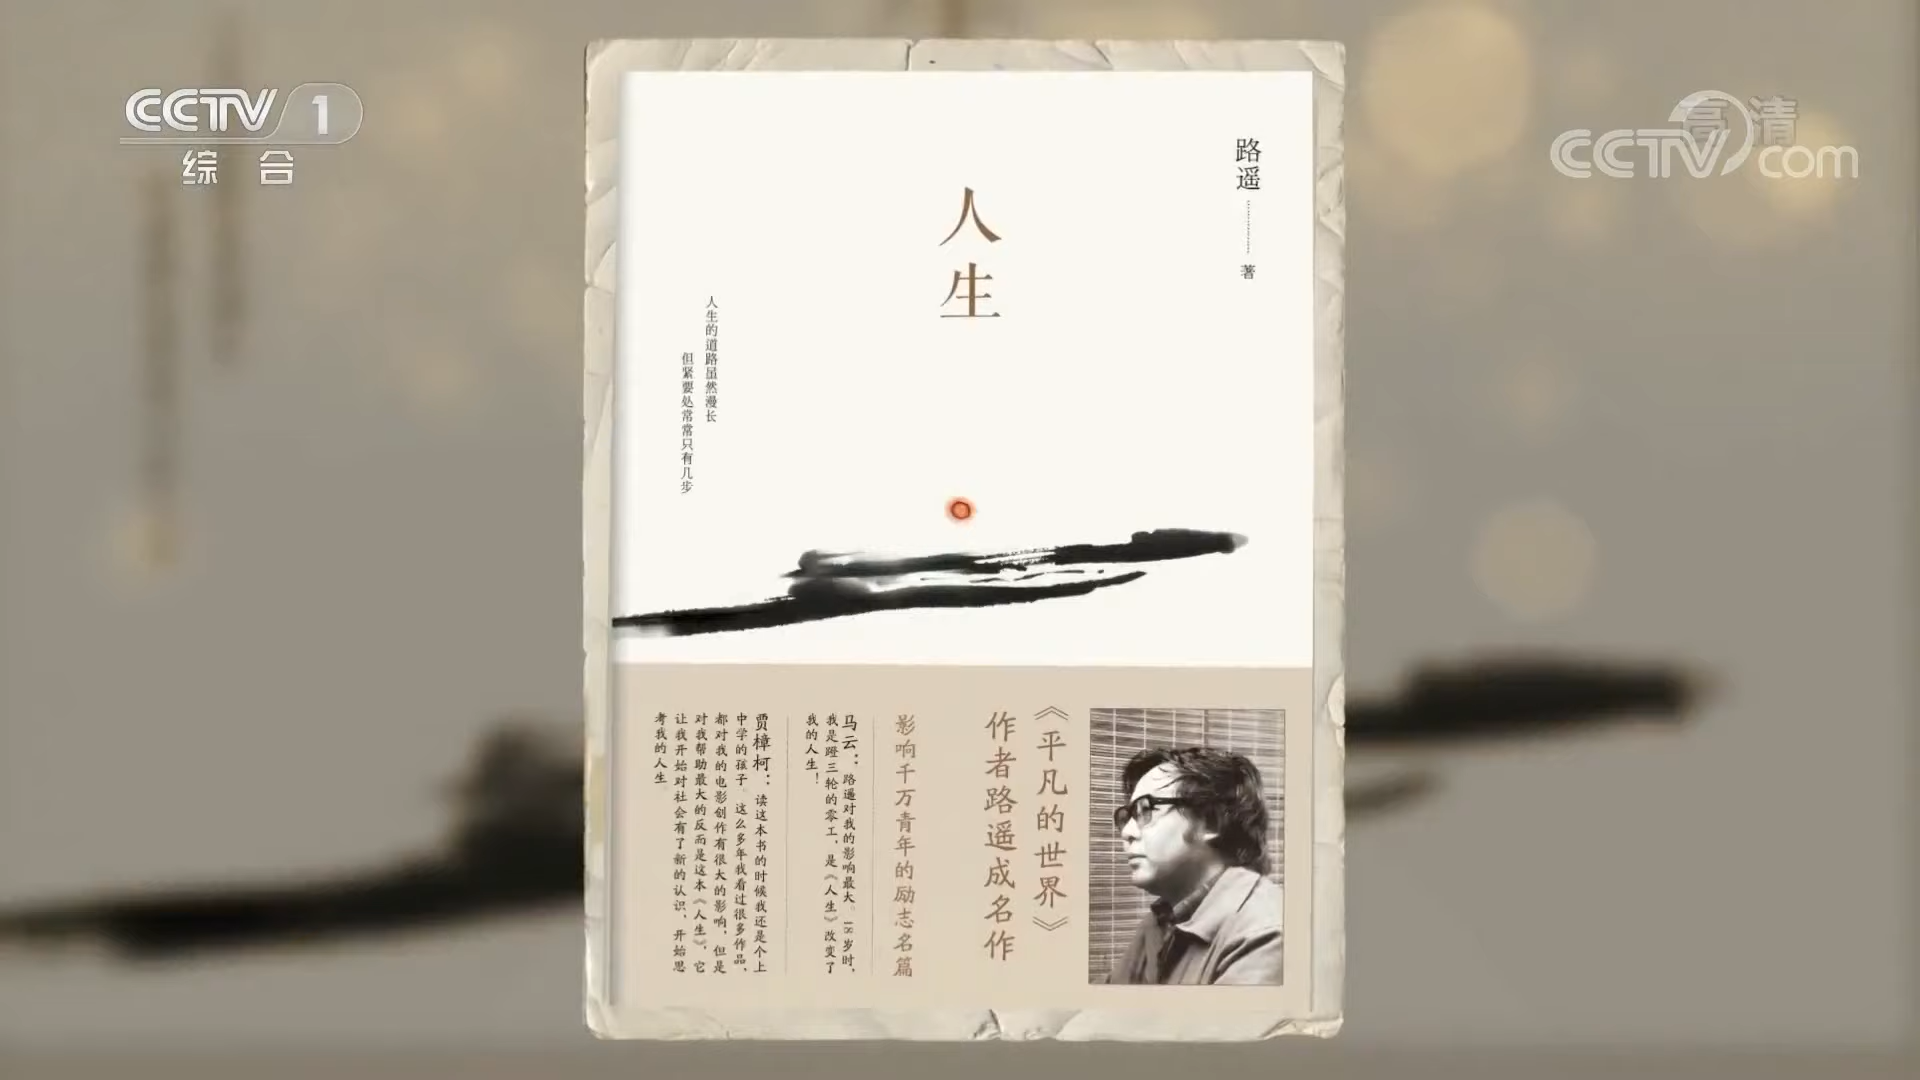 CCTV 1
综合
高清
CCTV com
路遥
著
人生
人生的道路虽然漫长
但紧要处常常只有几步
《平凡的世界》
作者路遥成名作
影响千万青年的励志名篇
马云：路遥对我的影响最大。18岁时，
我是蹬三轮的零工，是《人生》改变了
我的人生！
贾樟柯：读这本书的时候我还是个上
中学的孩子。这么多年我看过很多作品，
都对我的电影创作有很大的影响，但是
对我帮助最大的反而是这本《人生》，它
让我开始对社会有了新的认识、开始思
考我的人生。